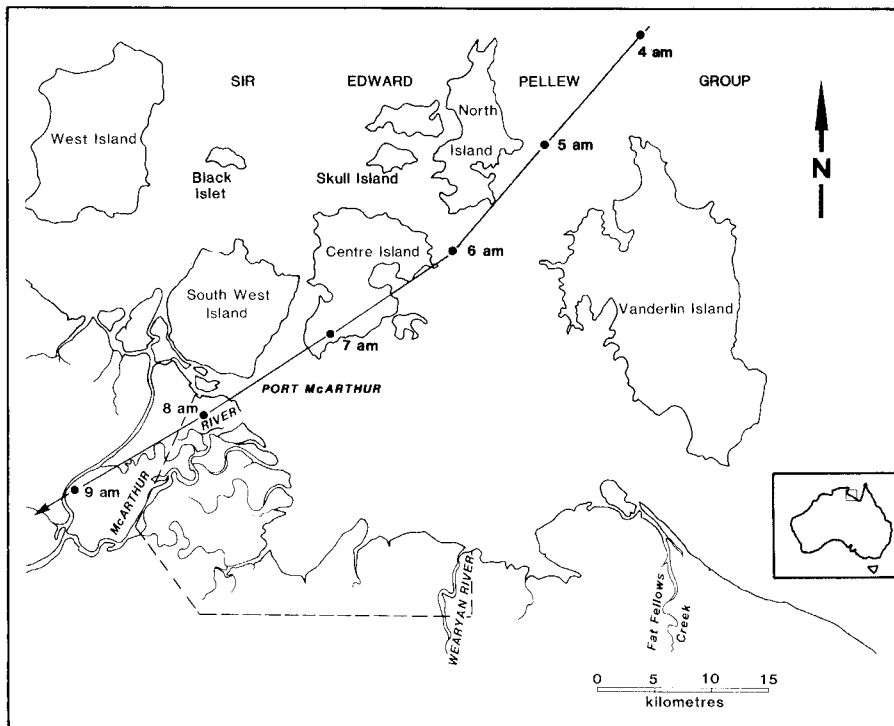 4 am
SIR
EDWARD
PELLEW
GROUP
North
Island
West Island
5 am
N
Black
Islet
Skull Island
6 am
Centre Island
South West
Island
Vanderlin Island
7 am
PORT McARTHUR
8 am
RIVER
9 am
McARTHUR
WEARYAN RIVER
Fat Fellows
Creek
0 5 10 15
kilometres